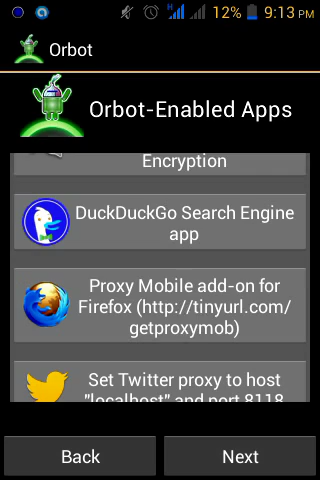 H 12% 9:13 PM
Orbot
Orbot-Enabled Apps
Encryption
DuckDuckGo Search Engine
app
Proxy Mobile add-on for
Firefox (http://tinyurl.com/
getproxymob)
Set Twitter proxy to host
"localhost" and port 8118
Back
Next